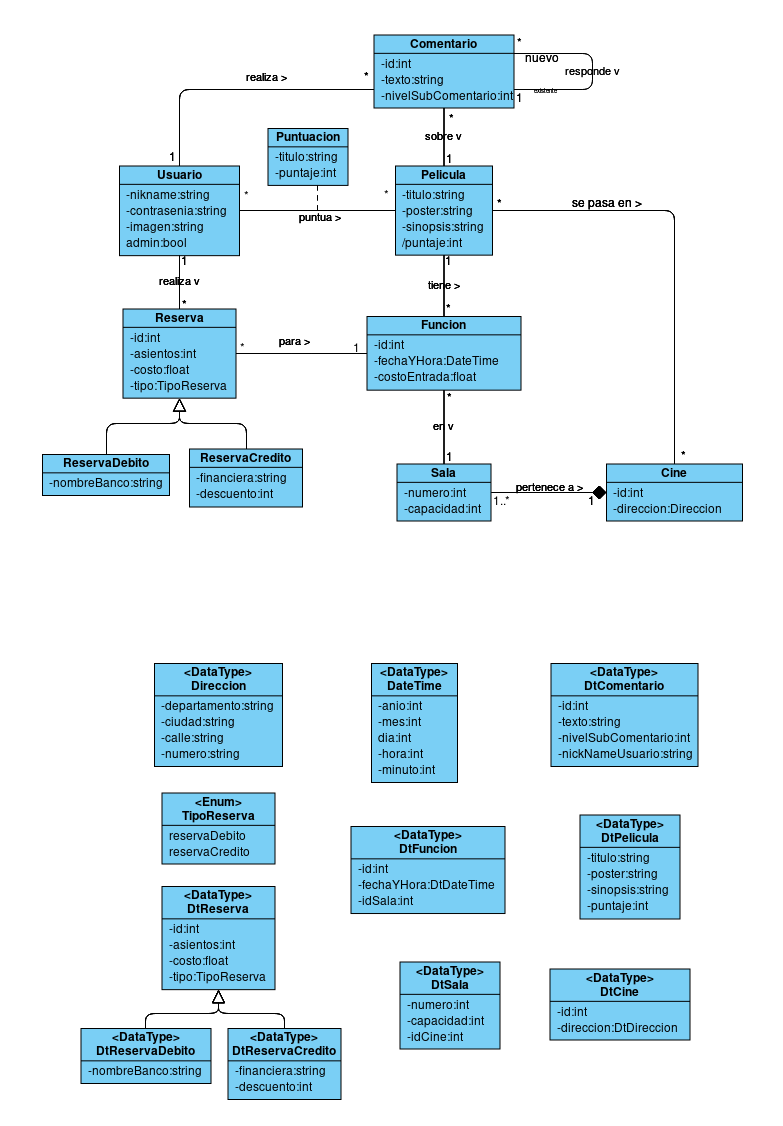 Comentario
-id:int
-texto:string
-nivelSubComentario:int
*
nuevo
responde v
existente
1
realiza >
*
1
*
sobre v
1
Puntuacion
-titulo:string
-puntaje:int
Usuario
-nikname:string
-contrasenia:string
-imagen:string
admin:bool
*
puntua >
*
Pelicula
-titulo:string
-poster:string
-sinopsis:string
/puntaje:int
*
se pasa en >
*
1
realiza v
*
1
tiene >
*
Reserva
-id:int
-asientos:int
-costo:float
-tipo:TipoReserva
*
para >
1
Funcion
-id:int
-fechaYHora:DateTime
-costoEntrada:float
*
en v
1
ReservaDebito
-nombreBanco:string
ReservaCredito
-financiera:string
-descuento:int
Sala
-numero:int
-capacidad:int
pertenece a >
1..*
1
Cine
-id:int
-direccion:Direccion
<DataType>
Direccion
-departamento:string
-ciudad:string
-calle:string
-numero:string
<DataType>
DateTime
-anio:int
-mes:int
dia:int
-hora:int
-minuto:int
<DataType>
DtComentario
-id:int
-texto:string
-nivelSubComentario:int
-nickNameUsuario:string
<Enum>
TipoReserva
reservaDebito
reservaCredito
<DataType>
DtFuncion
-id:int
-fechaYHora:DtDateTime
-idSala:int
<DataType>
DtPelicula
-titulo:string
-poster:string
-sinopsis:string
-puntaje:int
<DataType>
DtReserva
-id:int
-asientos:int
-costo:float
-tipo:TipoReserva
<DataType>
DtSala
-numero:int
-capacidad:int
-idCine:int
<DataType>
DtCine
-id:int
-direccion:DtDireccion
<DataType>
DtReservaDebito
-nombreBanco:string
<DataType>
DtReservaCredito
-financiera:string
-descuento:int